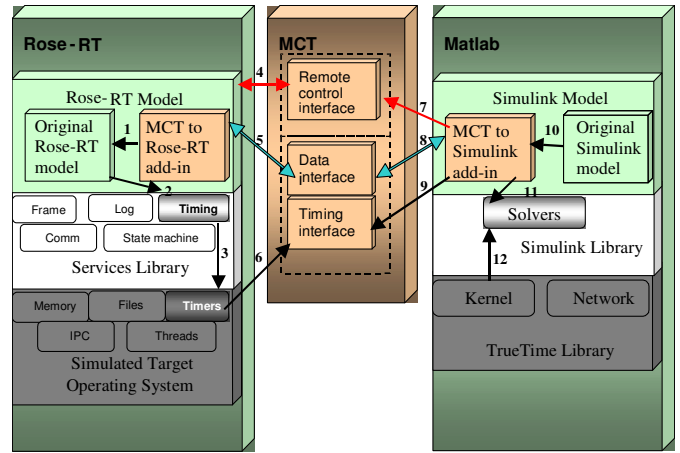 Rose-RT
MCT
Matlab
4
Remote
control
interface
Rose-RT Model
Original
Rose-RT
model
1
MCT to
Rose-RT
add-in
2
5
Data
interface
Timing
interface
7
8
9
Simulink Model
MCT to
Simulink
add-in
10
Original
Simulink
model
11
Frame
Log
Timing
Comm
State machine
3
6
Services Library
Solvers
Simulink Library
12
Memory
Files
Timers
IPC
Threads
Simulated Target
Operating System
Kernel
Network
TrueTime Library